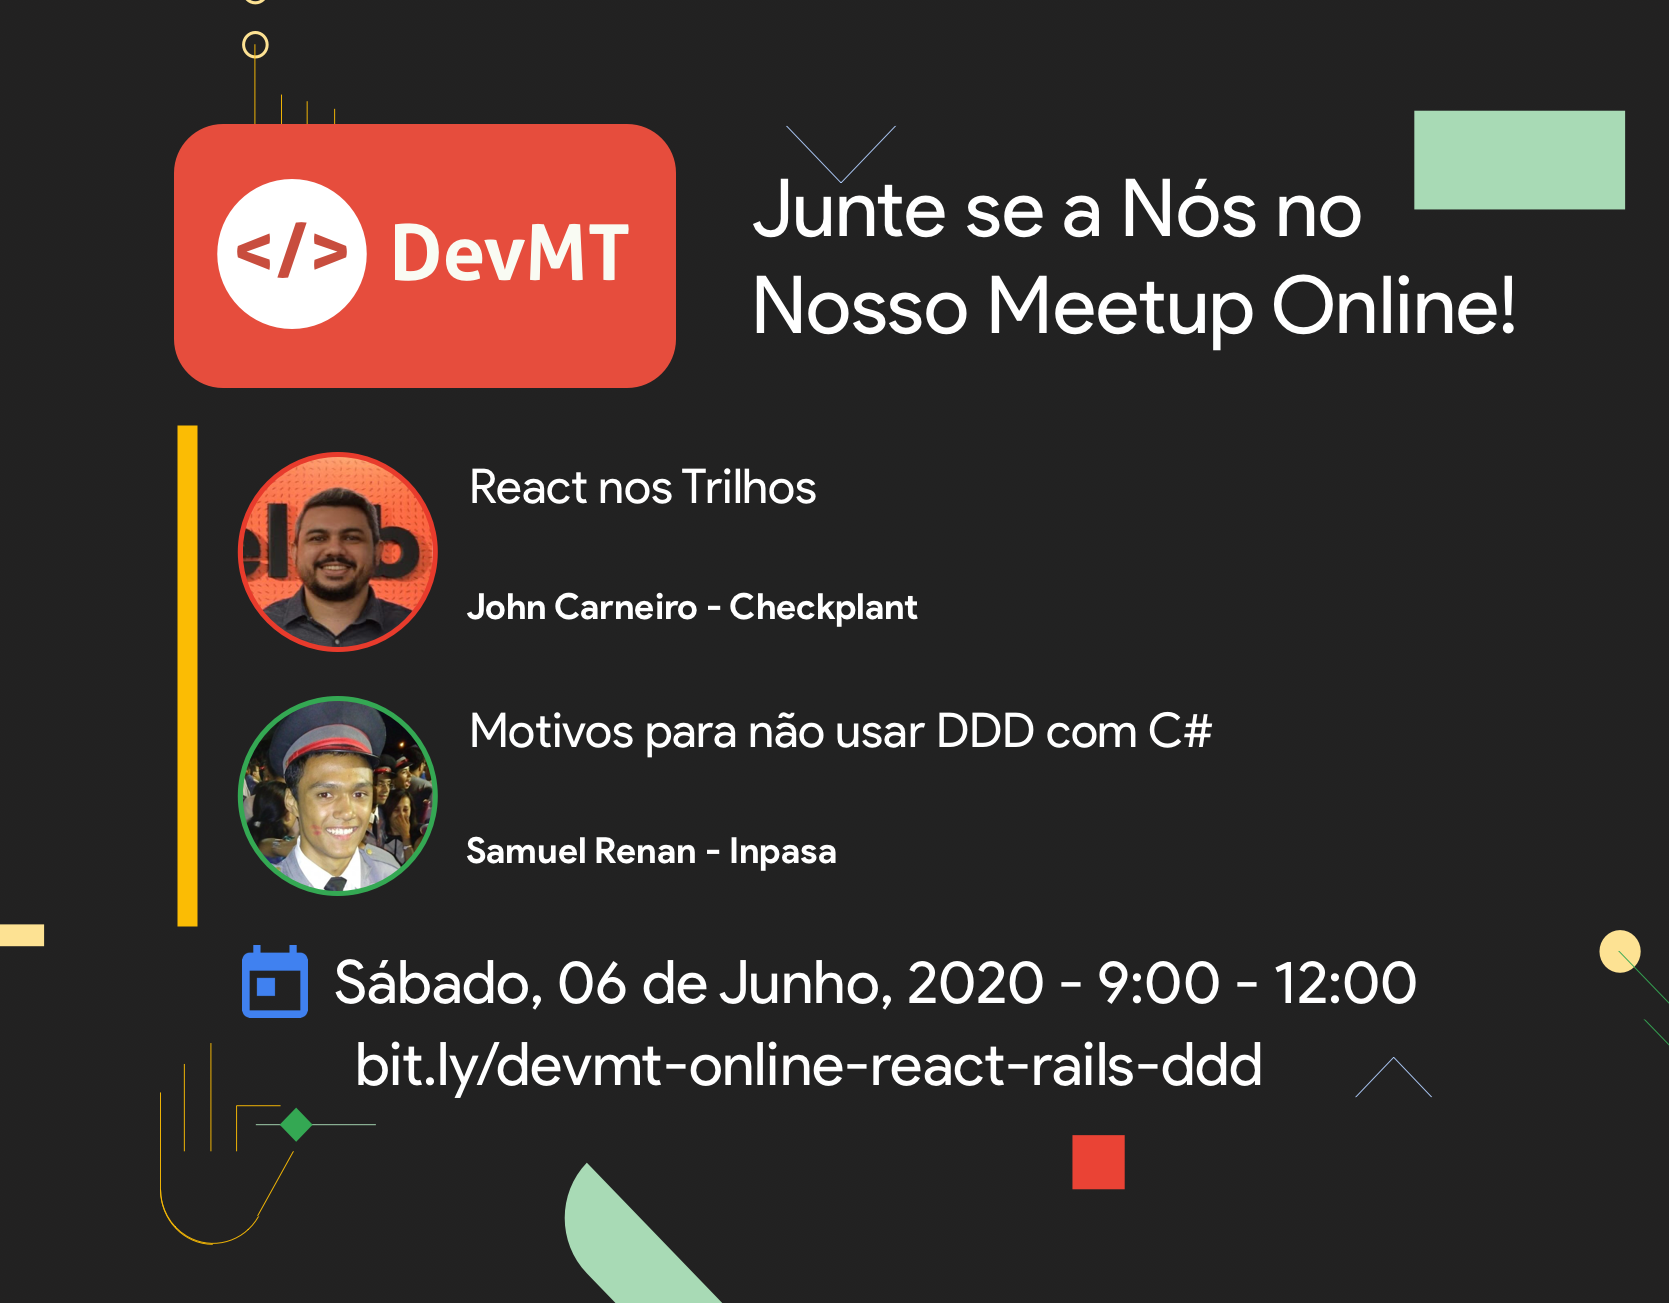 </> DevMT
Junte se a Nós no
Nosso Meetup Online!
React nos Trilhos
John Carneiro - Checkplant
Motivos para não usar DDD com C#
Samuel Renan - Inpasa
Sábado, 06 de Junho, 2020 - 9:00 - 12:00
bit.ly/devmt-online-react-rails-ddd